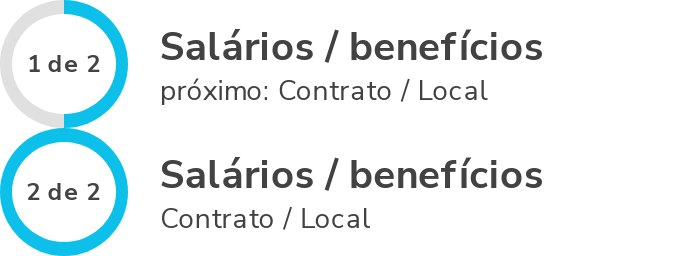 1 de 2
Salários / benefícios
próximo: Contrato / Local
2 de 2
Salários / benefícios
Contrato / Local